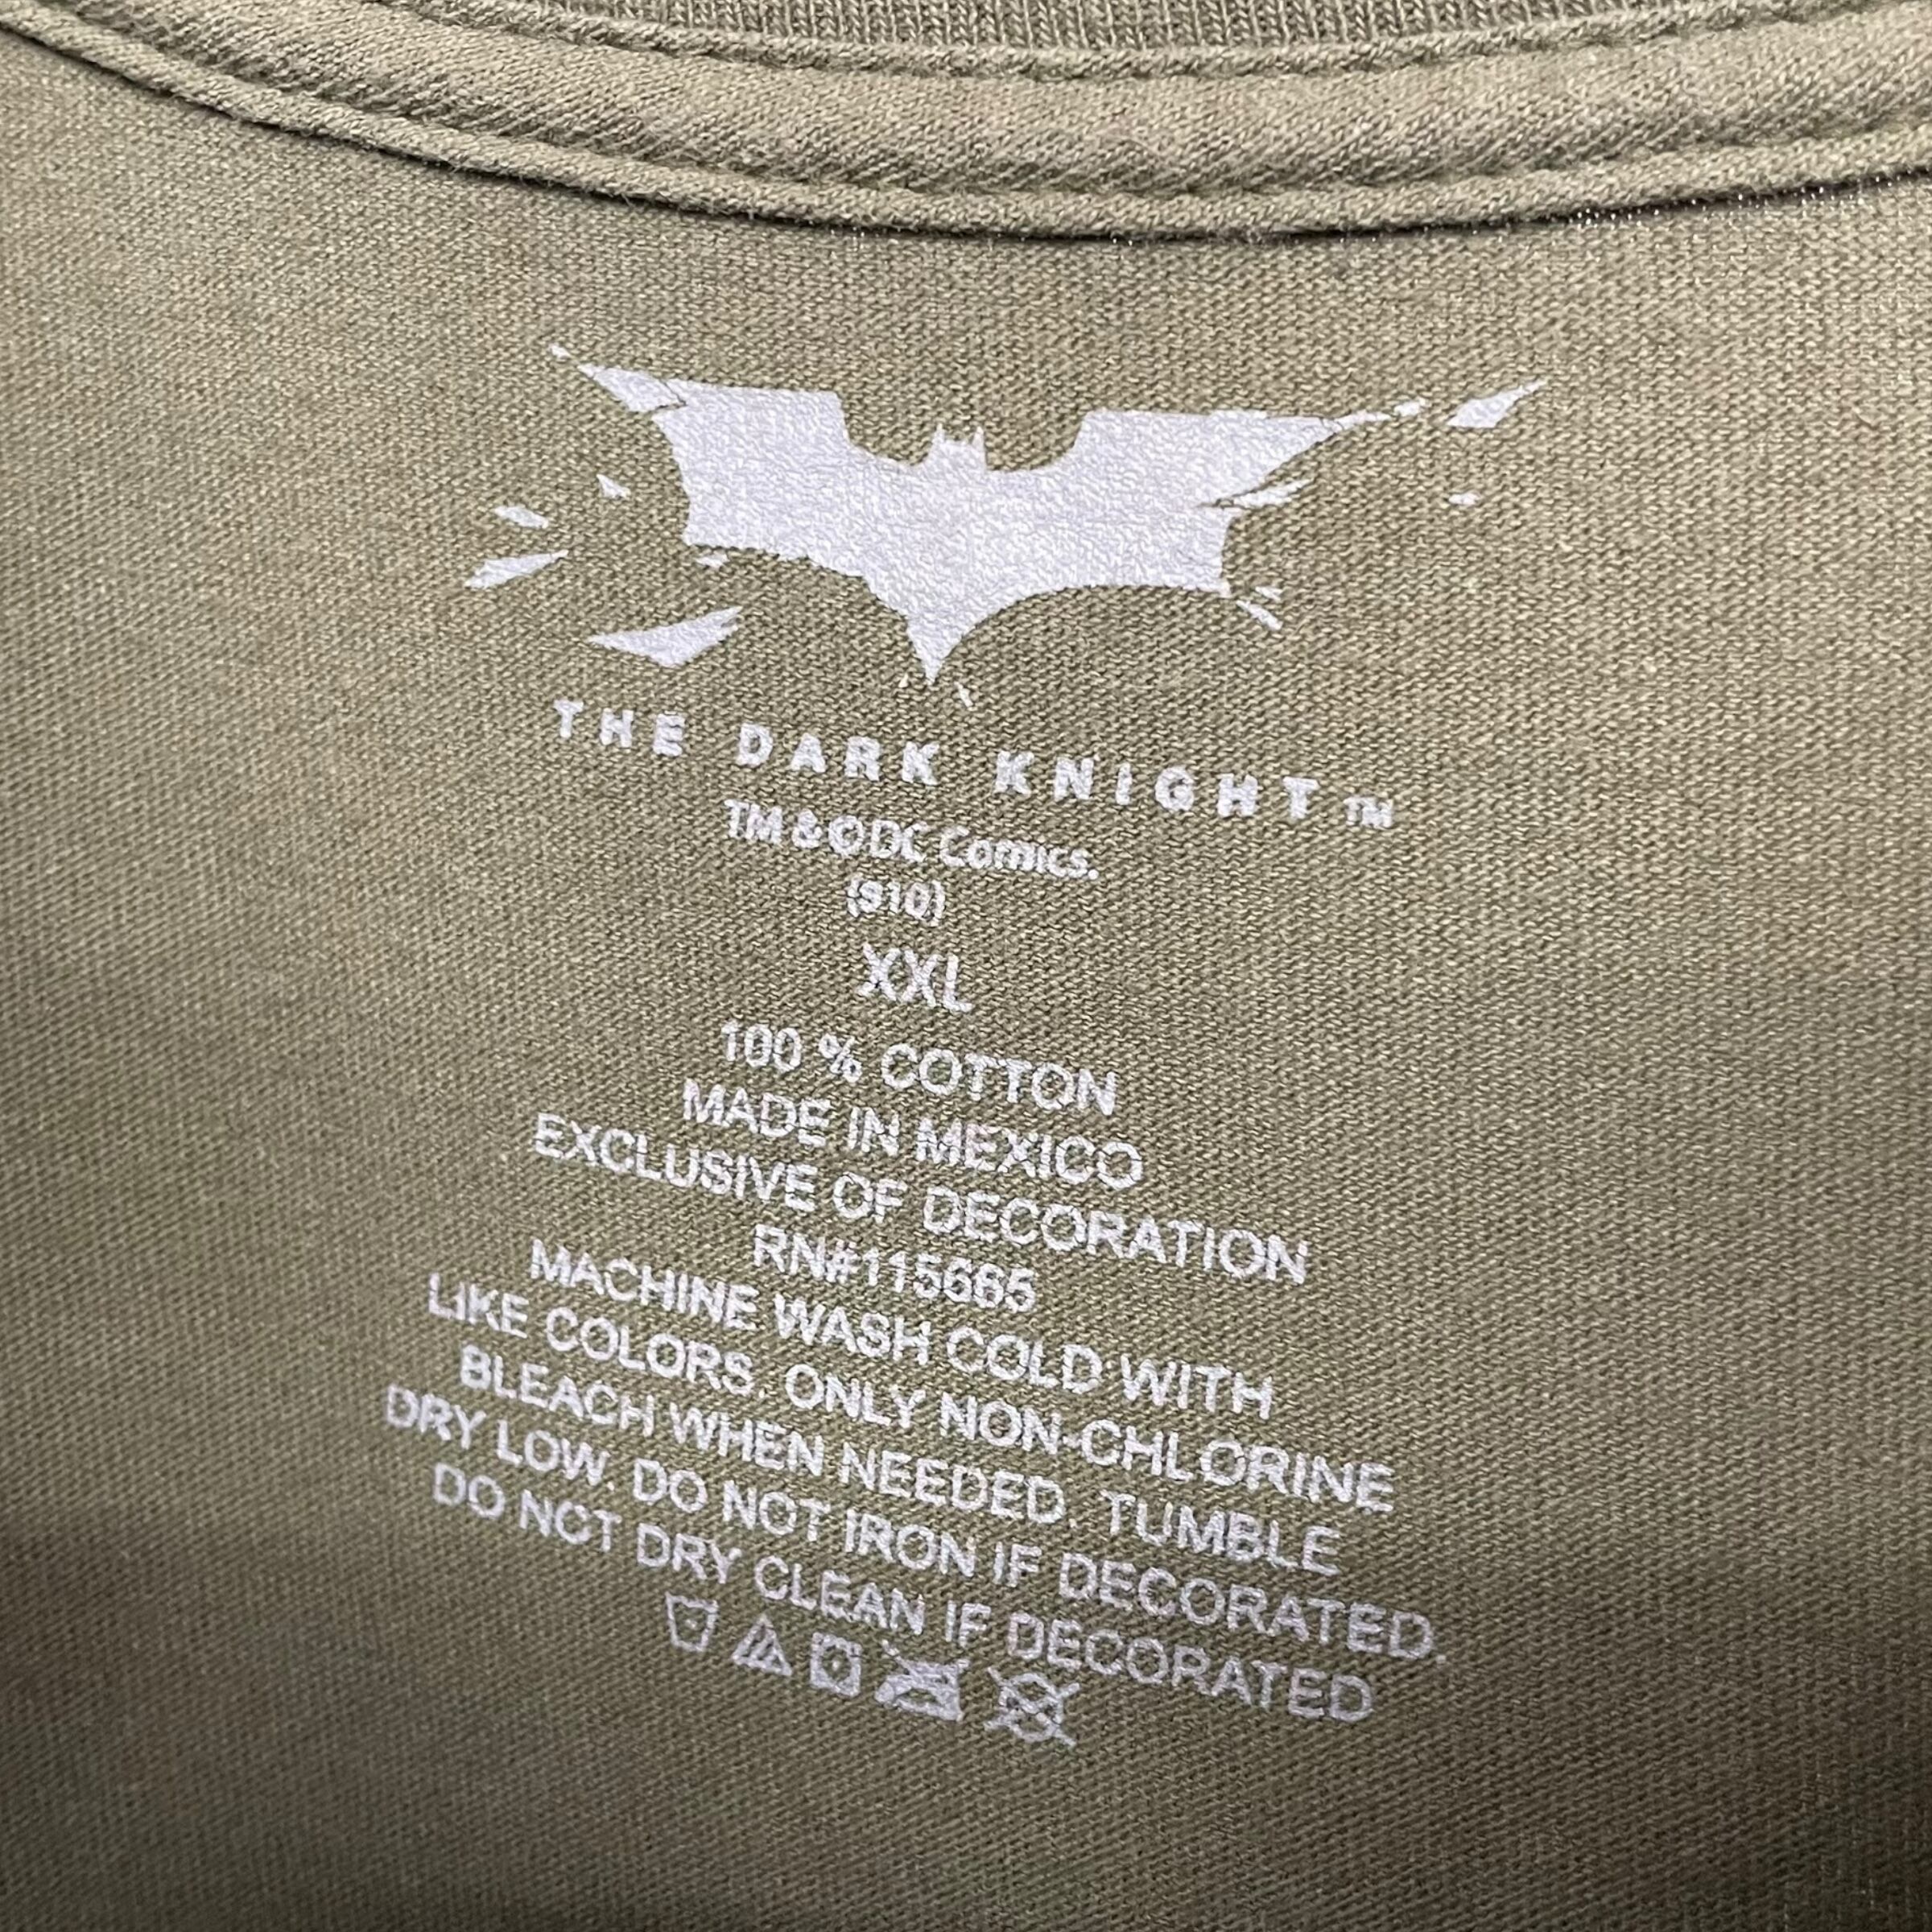 THE DARK KNIGHT™
TM & © DC Comics.
(s10)
XXL
100 % COTTON
MADE IN MEXICO
EXCLUSIVE OF DECORATION
RN#115665
MACHINE WASH COLD WITH
LIKE COLORS. ONLY NON-CHLORINE
BLEACH WHEN NEEDED. TUMBLE
DRY LOW. DO NOT IRON IF DECORATED.
DO NOT DRY CLEAN IF DECORATED